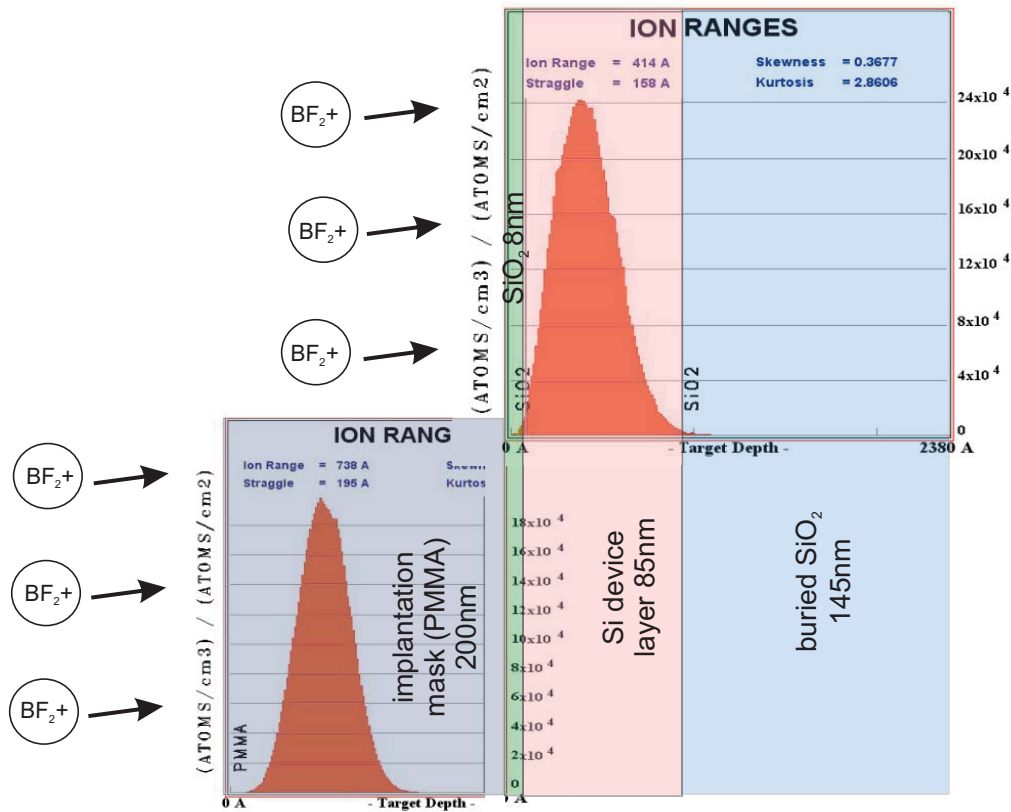 ION RANGES
Ion Range = 414 A
Straggle = 158 A
Skewness = 0.3677
Kurtosis = 2.8606
BF₂+
BF₂+
BF₂+
(ATOMS/cm3) / (ATOMS/cm2)
SiO₂ 8nm
SiO2
SiO2
24x10 4
20x10 4
16x10 4
12x10 4
8x10 4
4x10 4
0
0 A
- Target Depth -
2380 A
ION RANG
Ion Range = 738 A
Straggle = 195 A
Skewn
Kurtos
BF₂+
BF₂+
BF₂+
(ATOMS/cm3) / (ATOMS/cm2)
PMMA
implantation
mask (PMMA)
200nm
18x10 4
16x10 4
14x10 4
12x10 4
10x10 4
8x10 4
6x10 4
4x10 4
2x10 4
0
Si device
layer 85nm
buried SiO₂
145nm
0 A
- Target Depth -
A